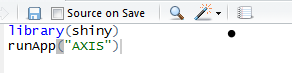 Source on Save
library(shiny)
runApp("AXIS")